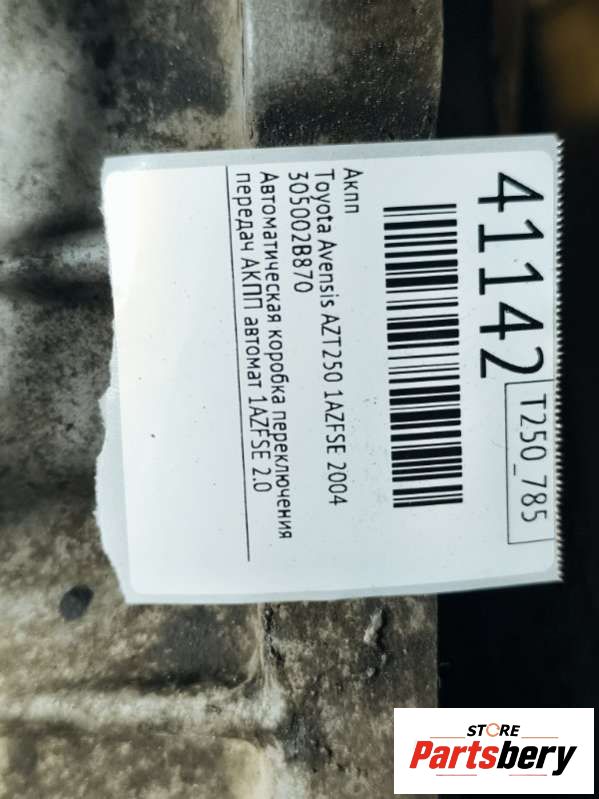 41142
T250_785
Акпп
Toyota Avensis AZT250 1AZFSE 2004
305002B870
Автоматическая коробка переключения
передач АКПП автомат 1AZFSE 2.0
STORE
Partsbery